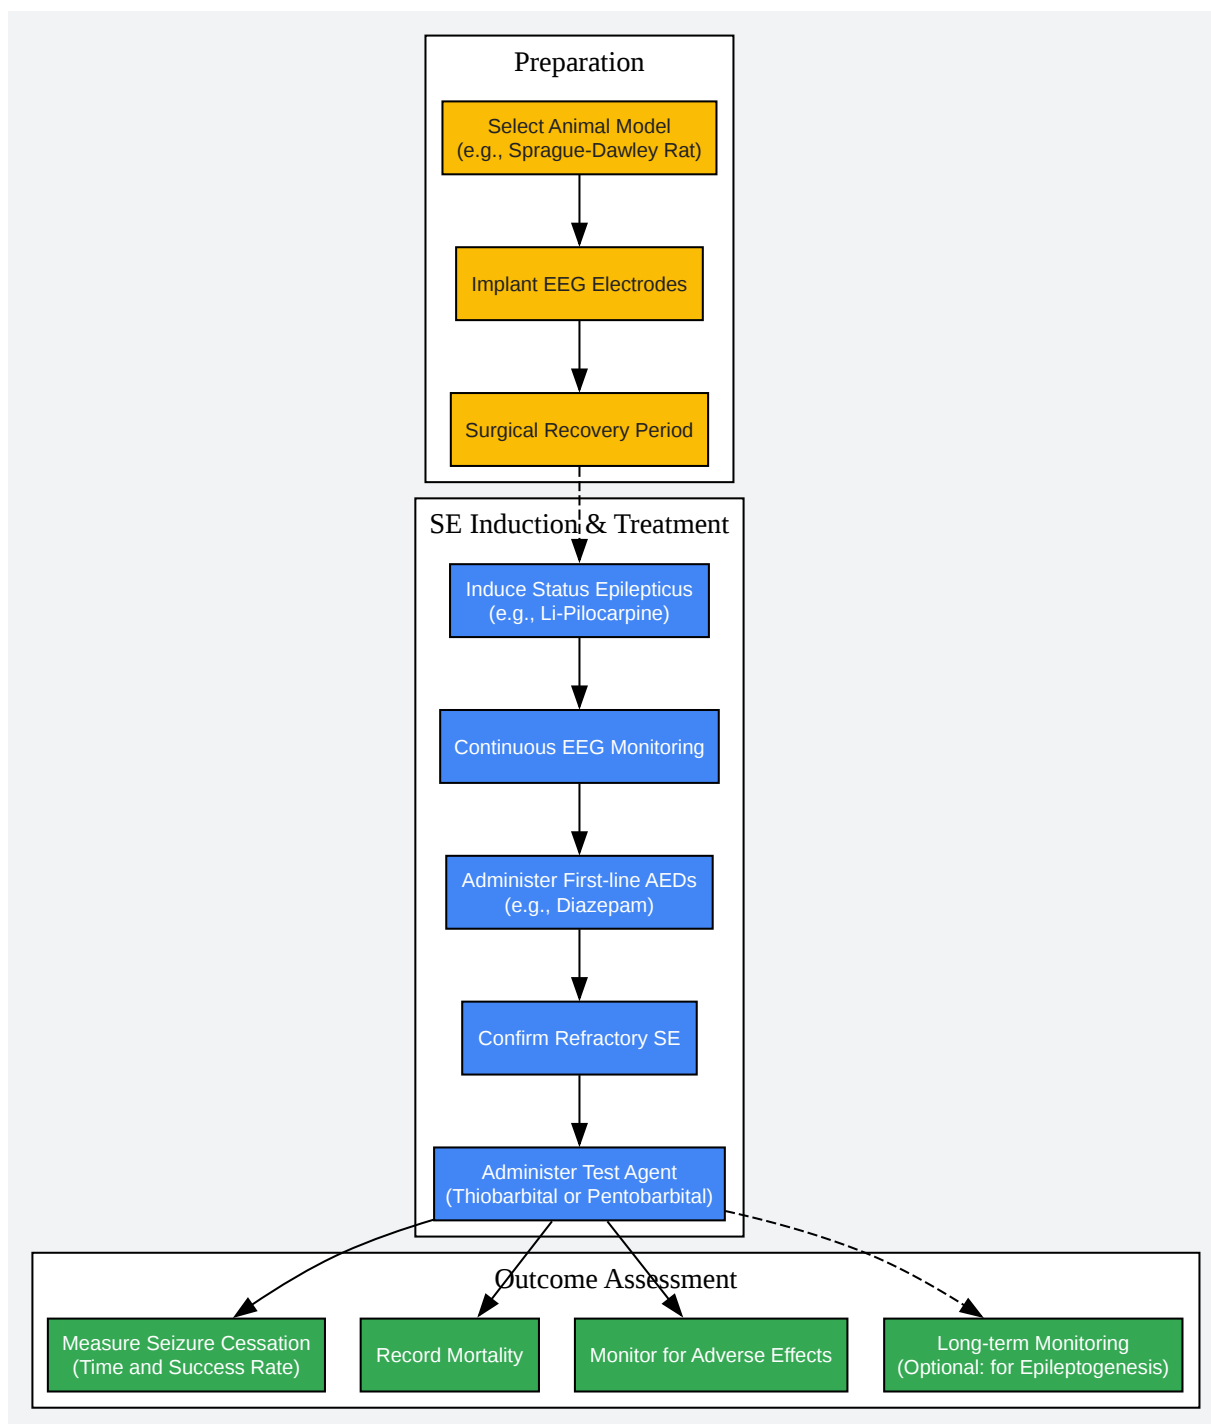 Preparation
Select Animal Model
(e.g., Sprague-Dawley Rat)
Implant EEG Electrodes
Surgical Recovery Period
SE Induction & Treatment
Induce Status Epilepticus
(e.g., Li-Pilocarpine)
Continuous EEG Monitoring
Administer First-line AEDs
(e.g., Diazepam)
Confirm Refractory SE
Administer Test Agent
(Thiobarbital or Pentobarbital)
Outcome Assessment
Measure Seizure Cessation
(Time and Success Rate)
Record Mortality
Monitor for Adverse Effects
Long-term Monitoring
(Optional: for Epileptogenesis)